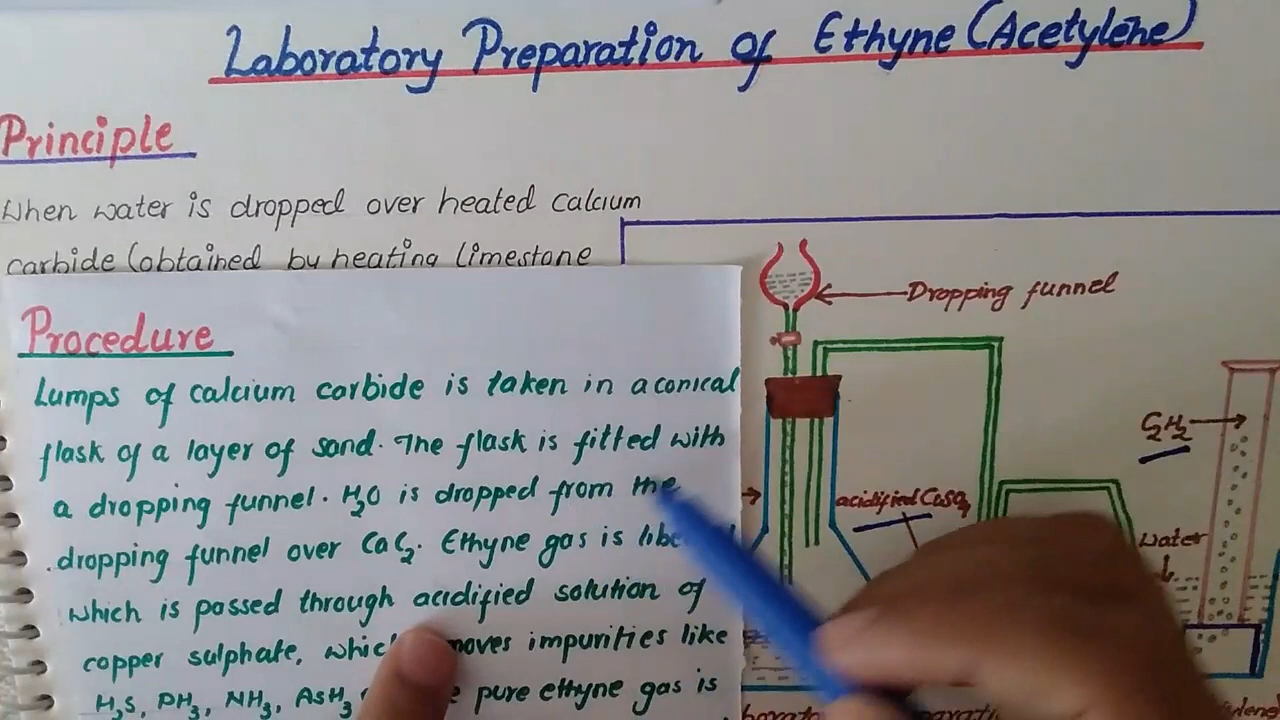 Laboratory Preparation of Ethyne (Acetylene)
Principle
When water is dropped over heated calcium
carbide (obtained by heating limestone
Procedure
Lumps of calcium carbide is taken in a conical
flask of a layer of sand. The flask is fitted with
a dropping funnel. H₂O is dropped from the
dropping funnel over CaC₂. Ethyne gas is
which is passed through acidified solution of
copper sulphate, which impurities like
H₂S, PH₃, NH₃, AsH₃ pure ethyne gas is
Dropping funnel
C₂H₂
acidified CuSO₄
water